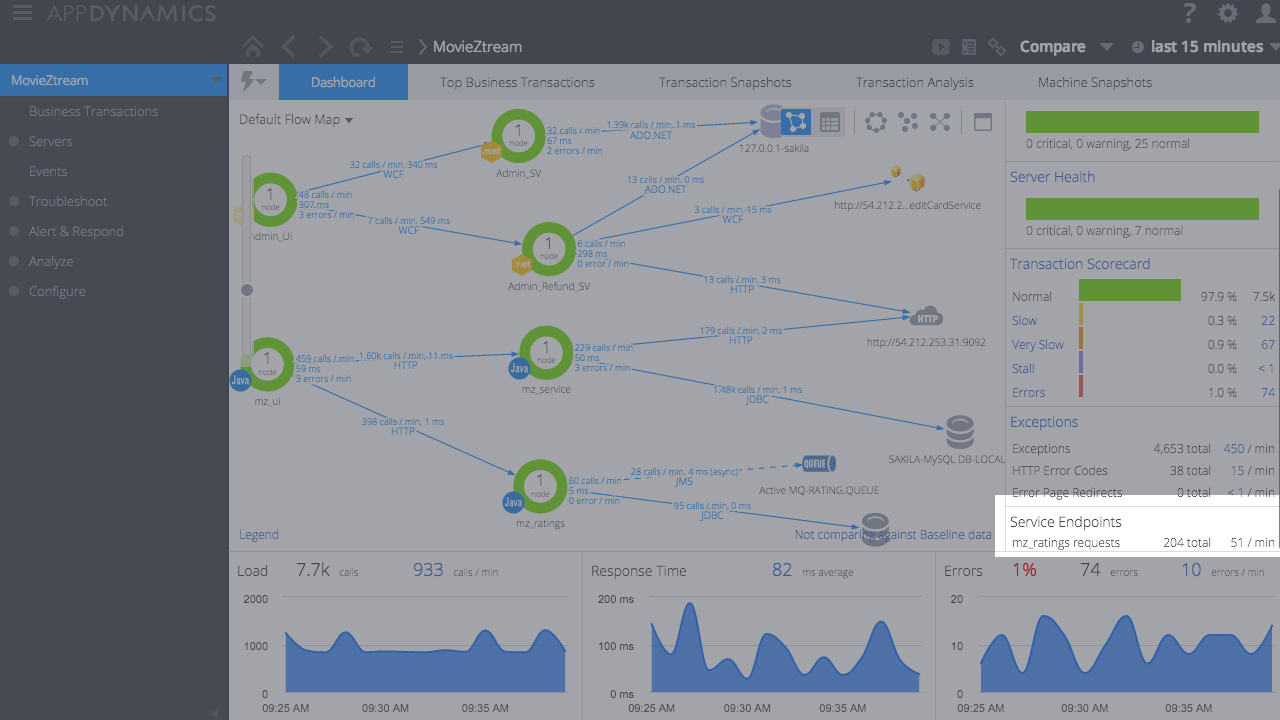 APPDYNAMICS
?
MovieZtream
Compare
last 15 minutes
MovieZtream
Business Transactions
Servers
Events
Troubleshoot
Alert & Respond
Analyze
Configure
Dashboard
Top Business Transactions
Transaction Snapshots
Transaction Analysis
Machine Snapshots
Default Flow Map
1
node
.net
Admin_SV
32 calls / min
67 ms
2 errors / min
1.39k calls / min, 1 ms
ADO.NET
127.0.0.1-sakila
32 calls / min, 340 ms
WCF
1
node
48 calls / min
307 ms
3 errors / min
\dmin_UI
7 calls / min, 549 ms
WCF
13 calls / min, 0 ms
ADO.NET
3 calls / min, 15 ms
WCF
http://54.212.2...editCardService
1
node
.net
Admin_Refund_SV
6 calls / min
298 ms
0 error / min
13 calls / min, 3 ms
HTTP
HTTP
http://54.212.253.31:9092
179 calls / min, 2 ms
HTTP
1
node
Java
mz_ui
459 calls / min
59 ms
3 errors / min
1.60k calls / min, 11 ms
HTTP
1
node
Java
mz_service
229 calls / min
50 ms
3 errors / min
1.48k calls / min, 1 ms
JDBC
SAKILA-MySQL DB-LOCAL
398 calls / min, 1 ms
HTTP
1
node
Java
mz_ratings
60 calls / min
5 ms
0 error / min
28 calls / min, 4 ms (async)*
JMS
QUEUE
Active MQ-RATING.QUEUE
95 calls / min, 0 ms
JDBC
Legend
Not comparing against Baseline data
0 critical, 0 warning, 25 normal
Server Health
0 critical, 0 warning, 7 normal
Transaction Scorecard
Normal 97.9 % 7.5k
Slow 0.3 % 22
Very Slow 0.9 % 67
Stall 0.0 % < 1
Errors 1.0 % 74
Exceptions
Exceptions 4,653 total 450 / min
HTTP Error Codes 38 total 15 / min
Error Page Redirects 0 total < 1 / min
Service Endpoints
mz_ratings requests 204 total 51 / min
Load 7.7k calls 933 calls / min
2000
1000
0
09:25 AM 09:30 AM 09:35 AM
Response Time 82 ms average
200 ms
100 ms
0 ms
09:25 AM 09:30 AM 09:35 AM
Errors 1% 74 errors 10 errors / min
20
10
0
09:25 AM 09:30 AM 09:35 AM